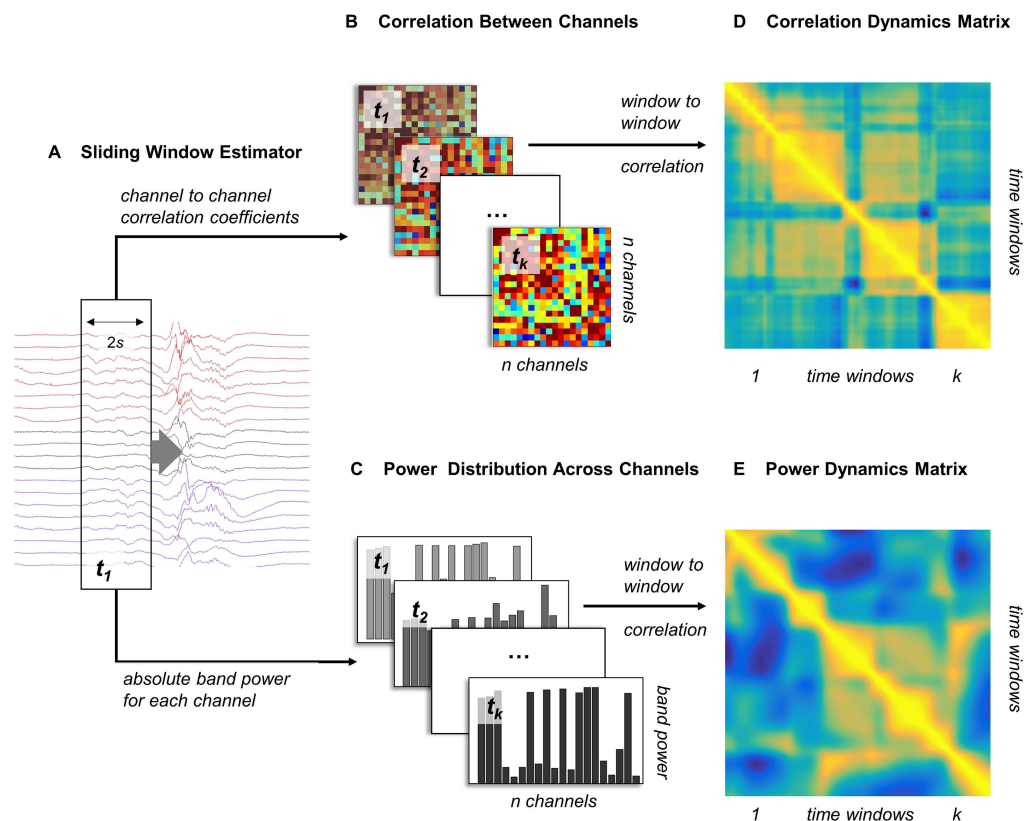 A Sliding Window Estimator
channel to channel
correlation coefficients
2s
t1
absolute band power
for each channel
B Correlation Between Channels
t1
t2
...
tk
n channels
n channels
window to
window
correlation
C Power Distribution Across Channels
t1
t2
...
tk
band power
n channels
window to
window
correlation
D Correlation Dynamics Matrix
time windows
1 time windows k
E Power Dynamics Matrix
time windows
1 time windows k